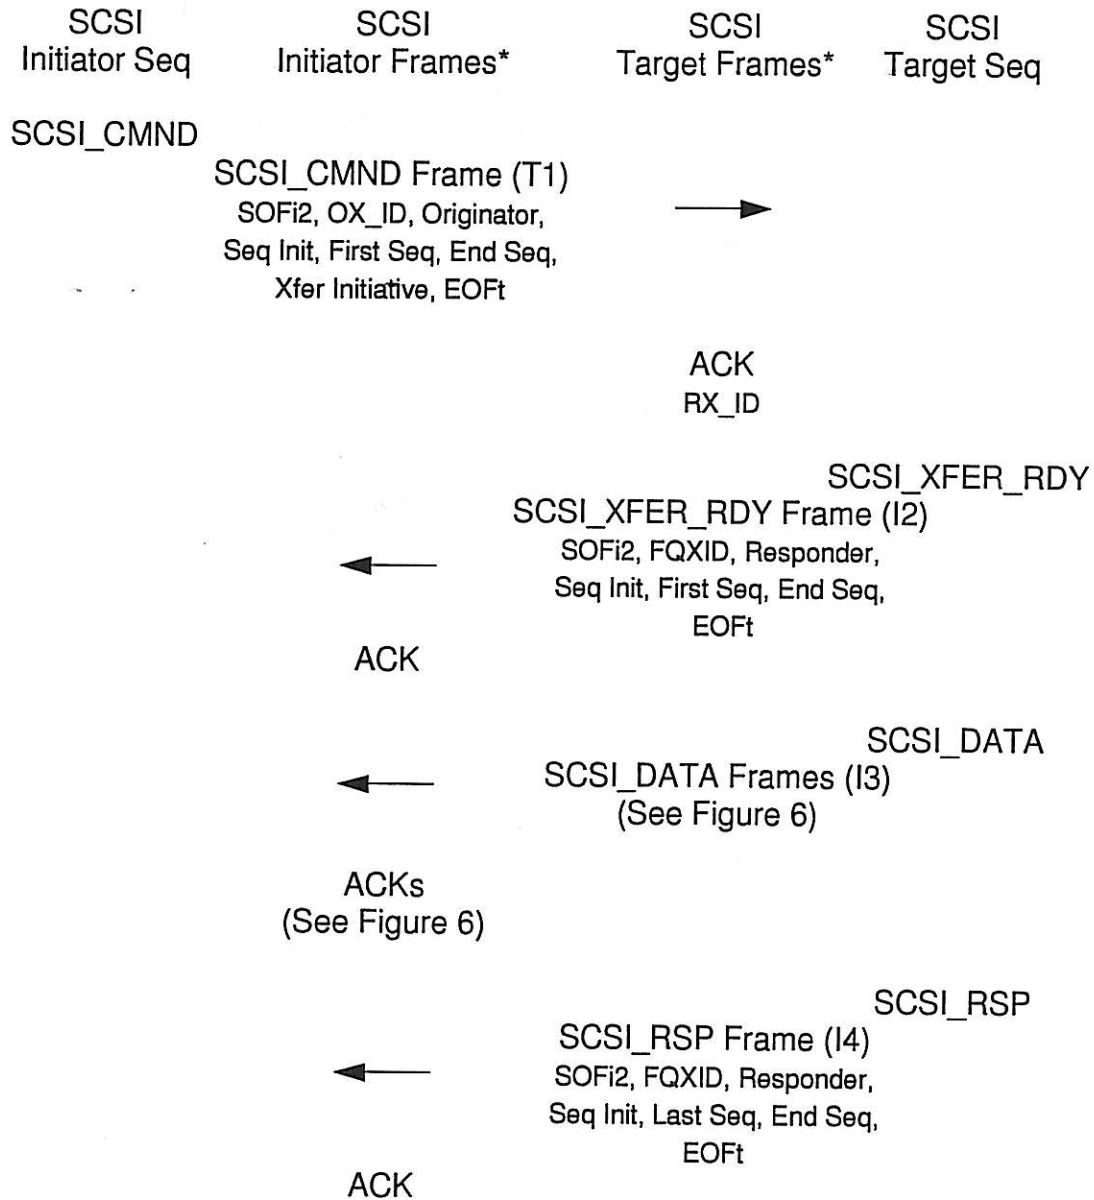 SCSI
Initiator Seq
SCSI
Initiator Frames*
SCSI
Target Frames*
SCSI
Target Seq
SCSI_CMND
SCSI_CMND Frame (T1)
SOFi2, OX_ID, Originator,
Seq Init, First Seq, End Seq,
Xfer Initiative, EOFt
ACK
RX_ID
SCSI_XFER_RDY
SCSI_XFER_RDY Frame (I2)
SOFi2, FQXID, Responder,
Seq Init, First Seq, End Seq,
EOFt
ACK
SCSI_DATA
SCSI_DATA Frames (I3)
(See Figure 6)
ACKs
(See Figure 6)
SCSI_RSP
SCSI_RSP Frame (I4)
SOFi2, FQXID, Responder,
Seq Init, Last Seq, End Seq,
EOFt
ACK